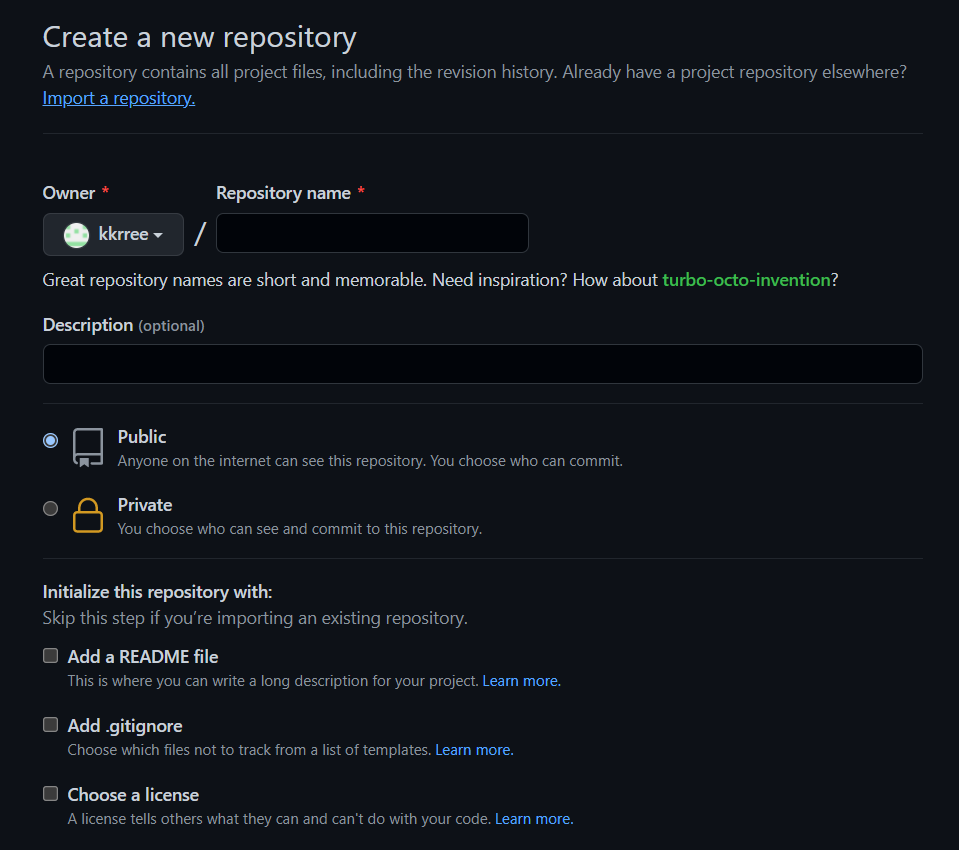 Create a new repository
A repository contains all project files, including the revision history. Already have a project repository elsewhere?
Import a repository.
Owner * Repository name *
kkrree /
Great repository names are short and memorable. Need inspiration? How about turbo-octo-invention?
Description (optional)
Public
Anyone on the internet can see this repository. You choose who can commit.
Private
You choose who can see and commit to this repository.
Initialize this repository with:
Skip this step if you’re importing an existing repository.
Add a README file
This is where you can write a long description for your project. Learn more.
Add .gitignore
Choose which files not to track from a list of templates. Learn more.
Choose a license
A license tells others what they can and can't do with your code. Learn more.